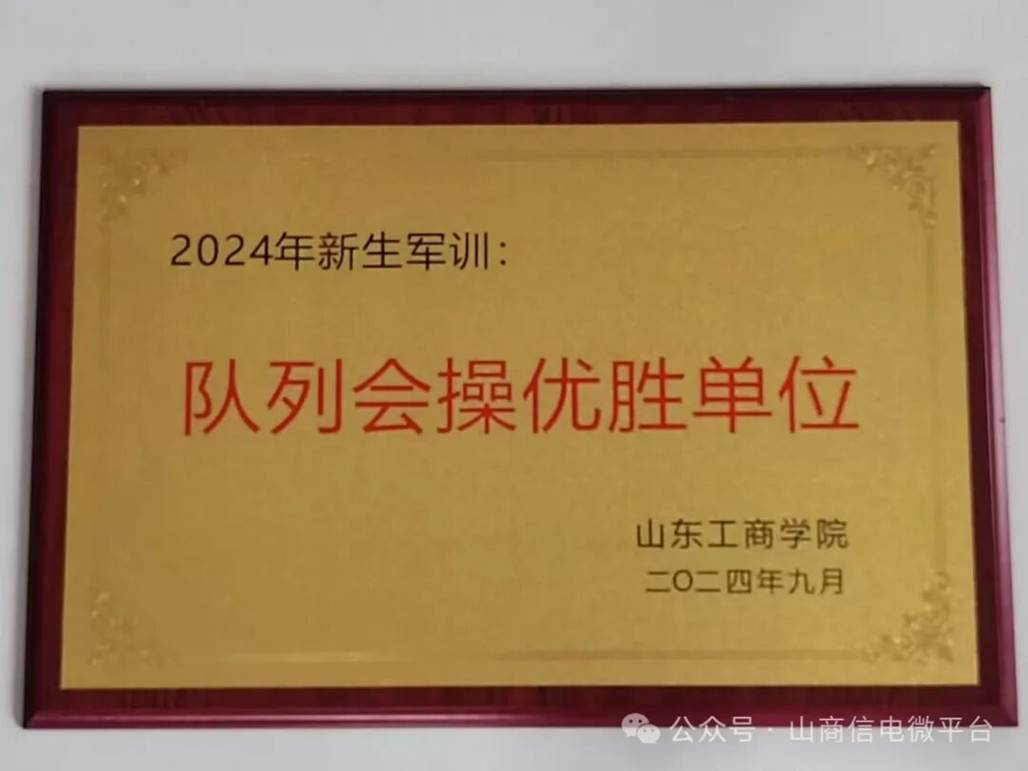 2024年新生军训：
队列会操优胜单位
山东工商学院
二〇二四年九月
公众号·山商信电微平台